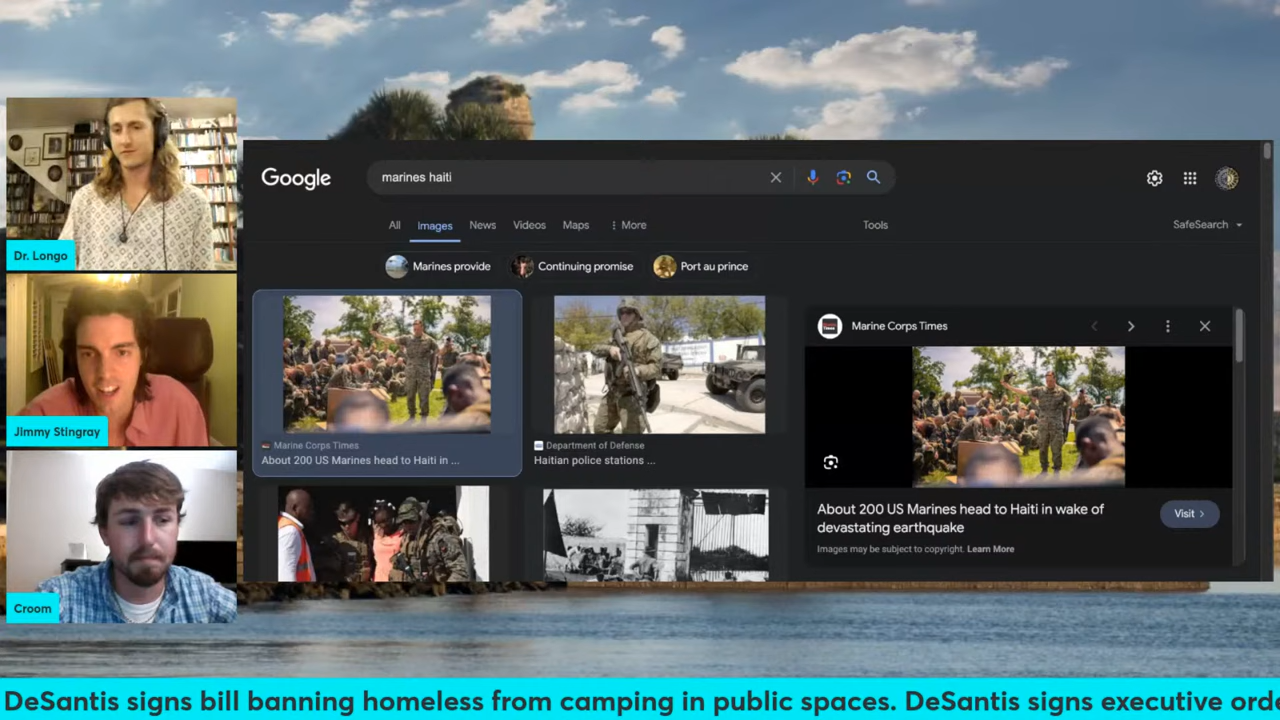 Google
marines haiti
All Images News Videos Maps More Tools SafeSearch
Marines provide Continuing promise Port au prince
Marine Corps Times
Dr. Longo
Jimmy Stingray
Marine Corps Times
About 200 US Marines head to Haiti in ...
Department of Defense
Haitian police stations ...
About 200 US Marines head to Haiti in wake of
devastating earthquake
Visit
Images may be subject to copyright. Learn More
Croom
DeSantis signs bill banning homeless from camping in public spaces. DeSantis signs executive ord